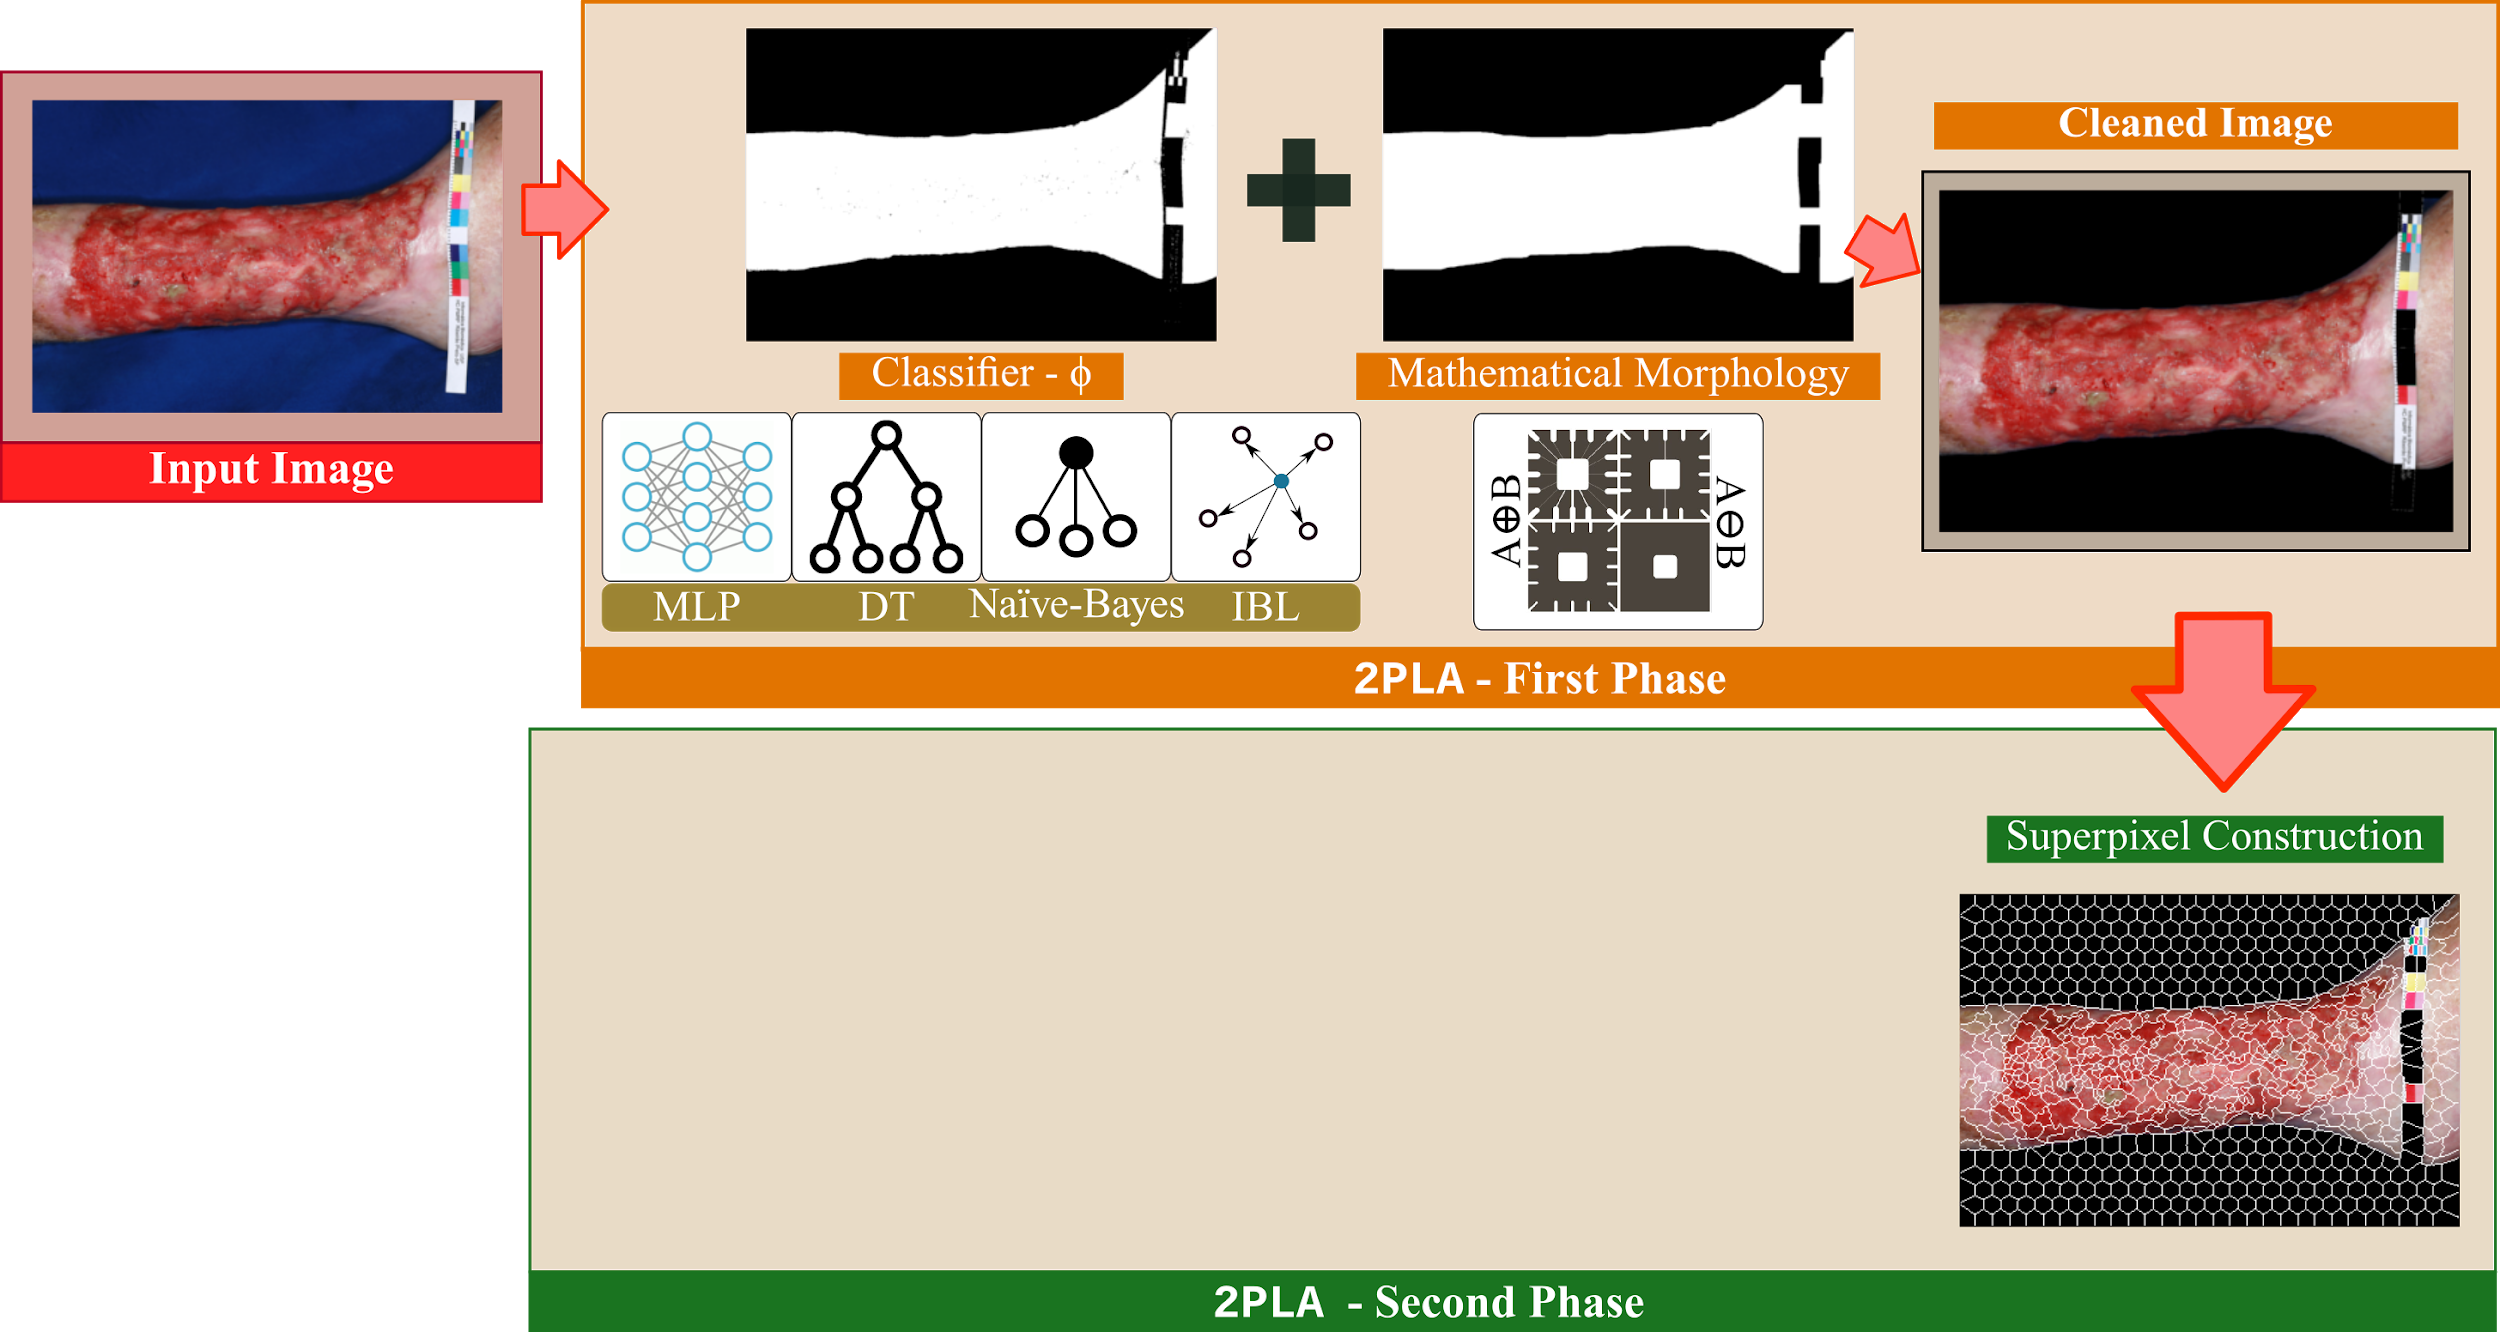 Input Image
Classifier - ϕ
Mathematical Morphology
Cleaned Image
MLP
DT
Naïve-Bayes
IBL
A⊕B
A⊖B
2PLA - First Phase
Superpixel Construction
2PLA - Second Phase